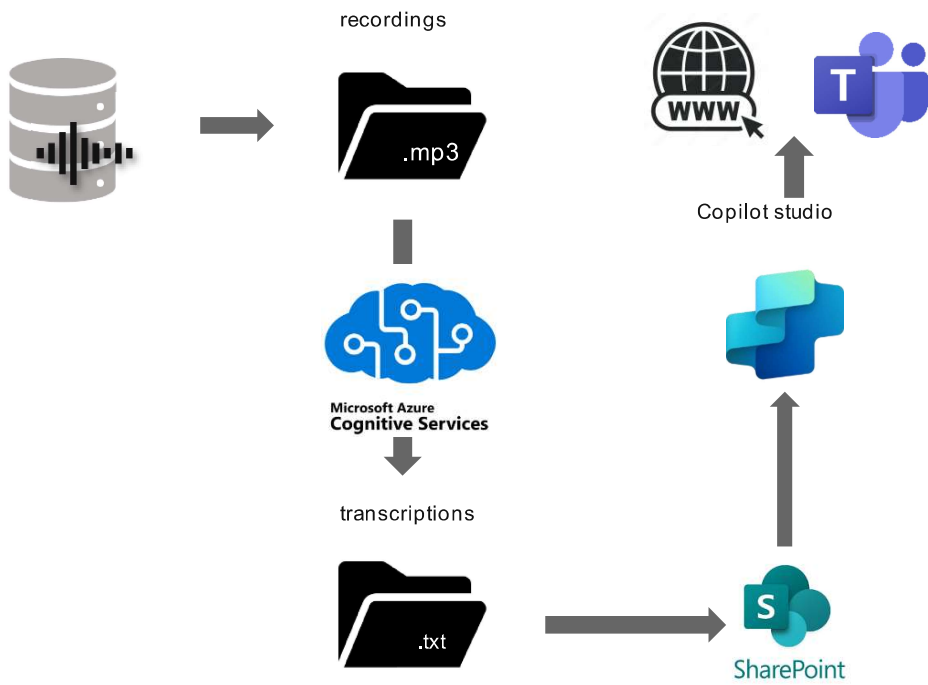 recordings
.mp3
WWW
T
Copilot studio
Microsoft Azure
Cognitive Services
transcriptions
.txt
S
SharePoint